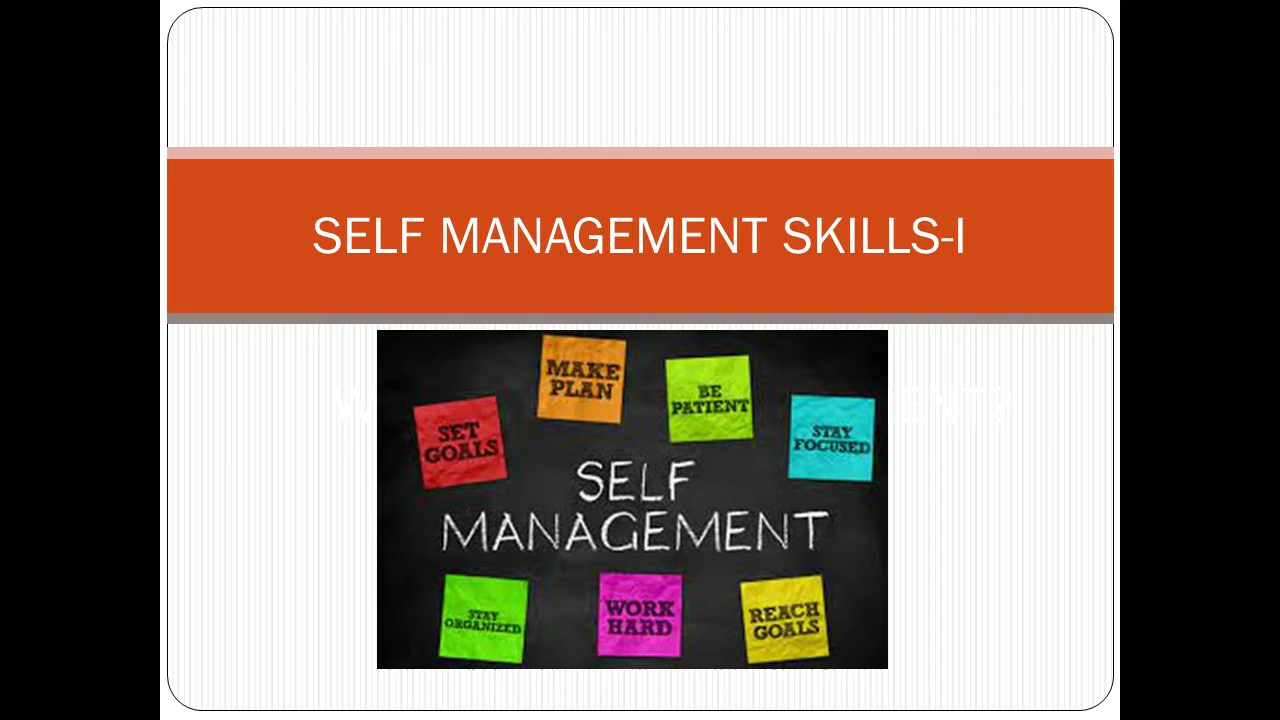 SELF MANAGEMENT SKILLS-I
MAKE
PLAN
BE
PATIENT
SET
GOALS
STAY
FOCUSED
SELF
MANAGEMENT
STAY
ORGANIZED
WORK
HARD
REACH
GOALS